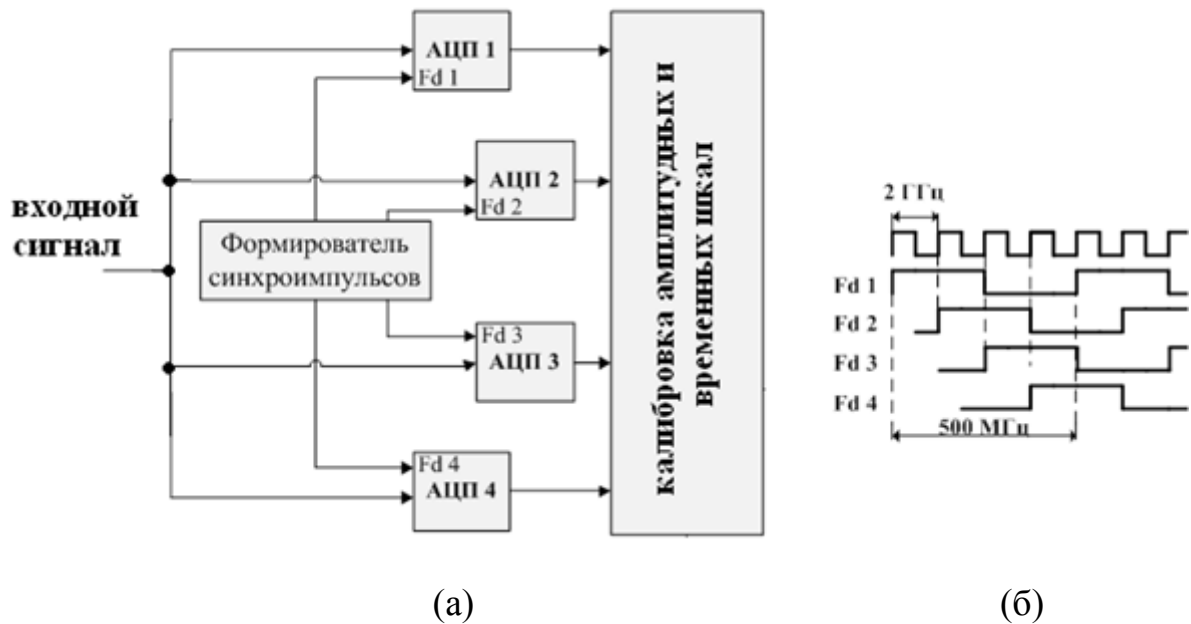 АЦП 1
Fd 1
АЦП 2
Fd 2
входной
сигнал
Формирователь
синхроимпульсов
Fd 3
АЦП 3
Fd 4
АЦП 4
калибровка амплитудных и
временных шкал
2 ГГц
Fd 1
Fd 2
Fd 3
Fd 4
500 МГц
(а)
(б)